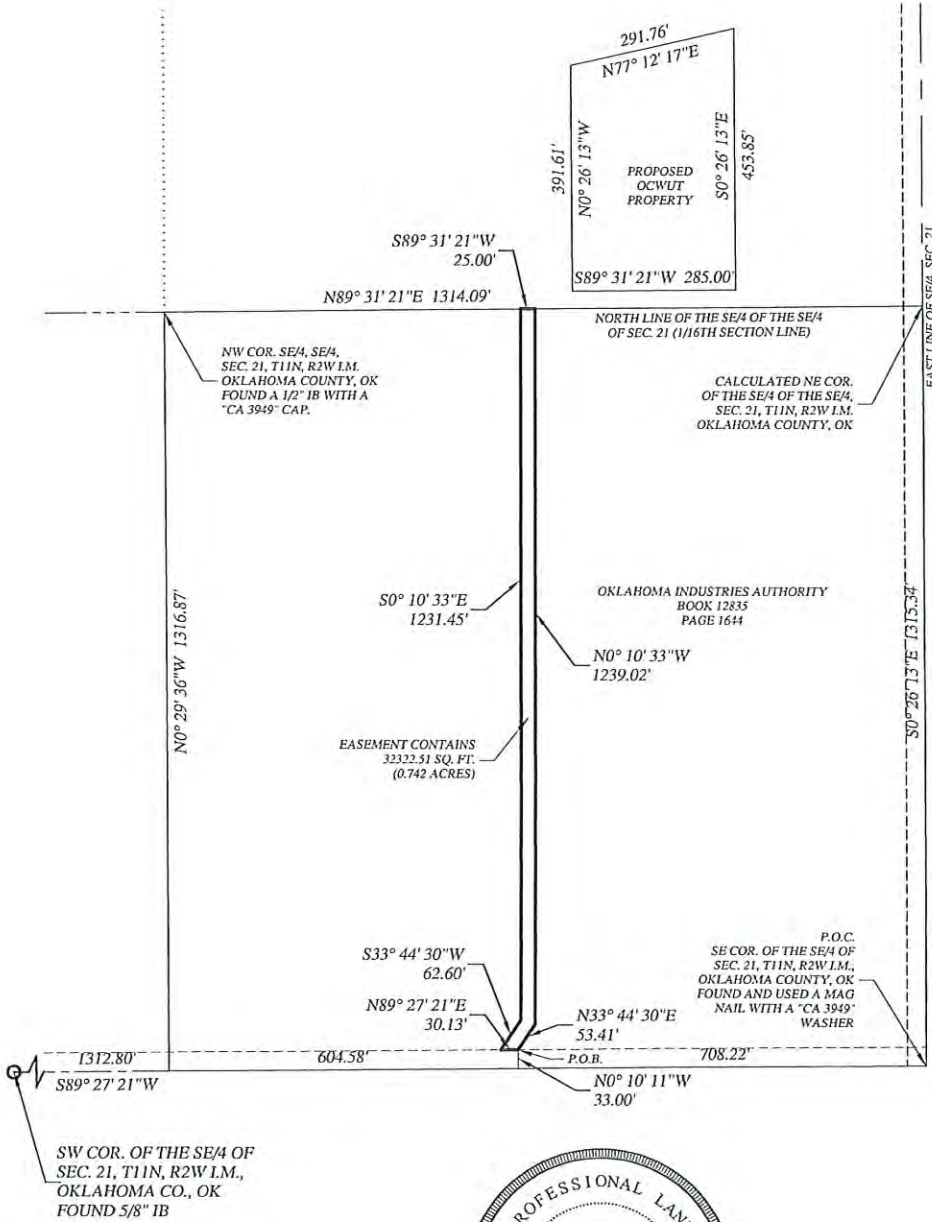 291.76'
N77° 12' 17"E
391.61'
N0° 26' 13"W
PROPOSED
OCWUT
PROPERTY
S0° 26' 13"E
453.85'
S89° 31' 21"W 285.00'
S89° 31' 21"W
25.00'
N89° 31' 21"E 1314.09'
NORTH LINE OF THE SE/4 OF THE SE/4
OF SEC. 21 (1/16TH SECTION LINE)
EAST LINE OF SE/4, SEC. 21
NW COR. SE/4, SE/4,
SEC. 21, T11N, R2W I.M.
OKLAHOMA COUNTY, OK
FOUND A 1/2" IB WITH A
"CA 3949" CAP.
CALCULATED NE COR.
OF THE SE/4 OF THE SE/4,
SEC. 21, T11N, R2W I.M.
OKLAHOMA COUNTY, OK
N0° 29' 36"W 1316.87'
S0° 10' 33"E
1231.45'
OKLAHOMA INDUSTRIES AUTHORITY
BOOK 12835
PAGE 1644
N0° 10' 33"W
1239.02'
S0° 26' 13"E 1315.34'
EASEMENT CONTAINS
32322.51 SQ. FT.
(0.742 ACRES)
S33° 44' 30"W
62.60'
N89° 27' 21"E
30.13'
P.O.C.
SE COR. OF THE SE/4 OF
SEC. 21, T11N, R2W I.M.,
OKLAHOMA COUNTY, OK
FOUND AND USED A MAG
NAIL WITH A "CA 3949"
WASHER
N33° 44' 30"E
53.41'
1312.80'
604.58'
P.O.B.
708.22'
S89° 27' 21"W
N0° 10' 11"W
33.00'
SW COR. OF THE SE/4 OF
SEC. 21, T11N, R2W I.M.,
OKLAHOMA CO., OK
FOUND 5/8" IB
ROFESSIONAL LAN